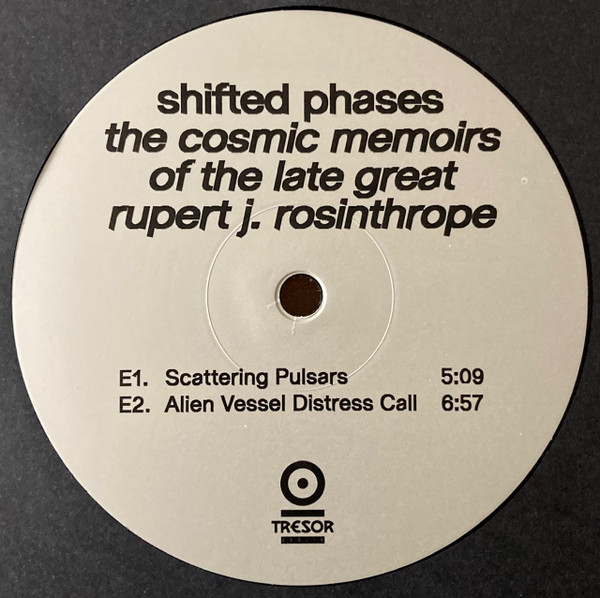 shifted phases
the cosmic memoirs
of the late great
rupert j. rosinthrope
E1. Scattering Pulsars 5:09
E2. Alien Vessel Distress Call 6:57
TRESOR